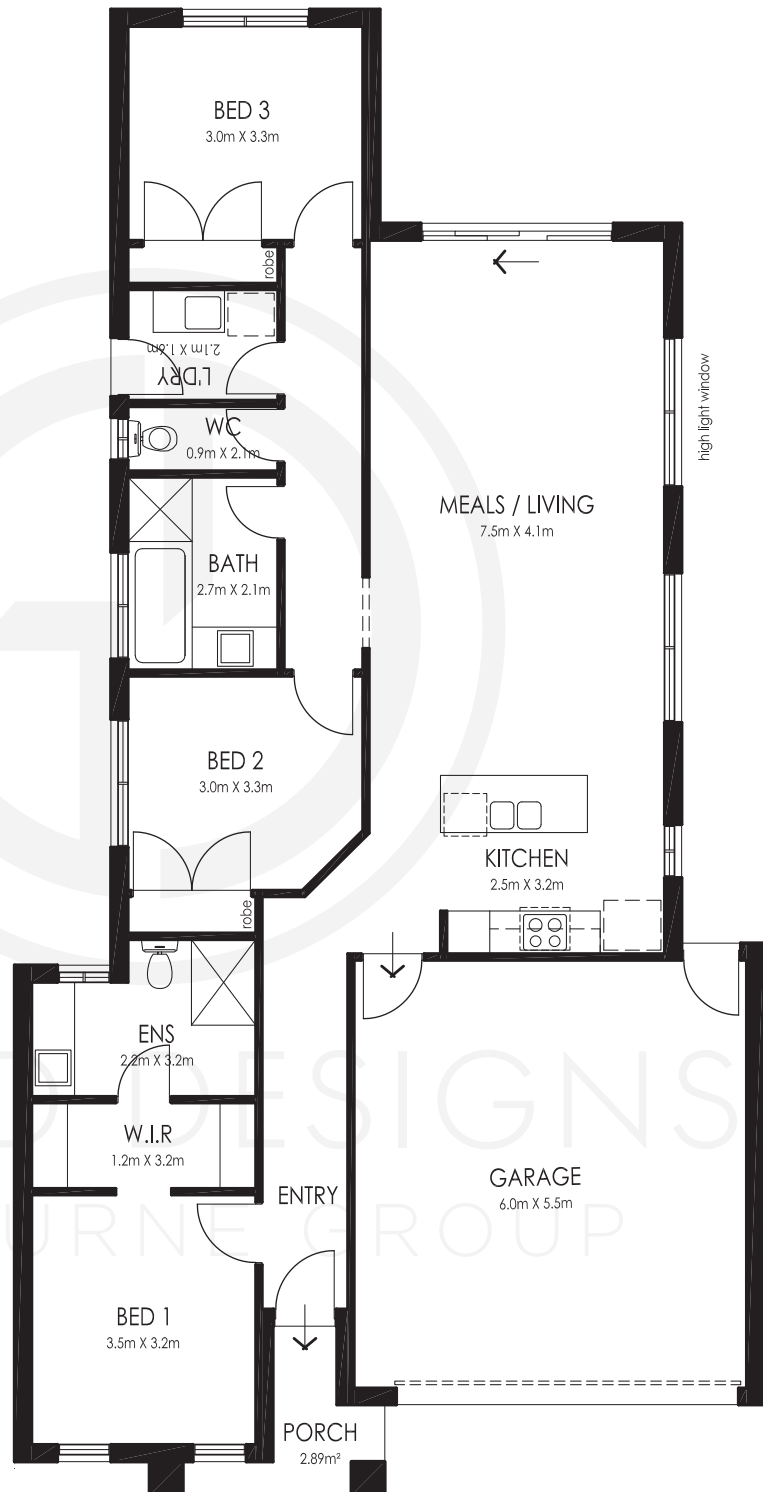 BED 3
3.0m X 3.3m
robe
2.1m X 1.6m
L'DRY
high light window
WC
0.9m X 2.1m
MEALS / LIVING
7.5m X 4.1m
BATH
2.7m X 2.1m
BED 2
3.0m X 3.3m
KITCHEN
2.5m X 3.2m
robe
ENS
2.2m X 3.2m
D DESIGNS
W.I.R
1.2m X 3.2m
GARAGE
6.0m X 5.5m
ENTRY
URNE GROUP
BED 1
3.5m X 3.2m
PORCH
2.89m²